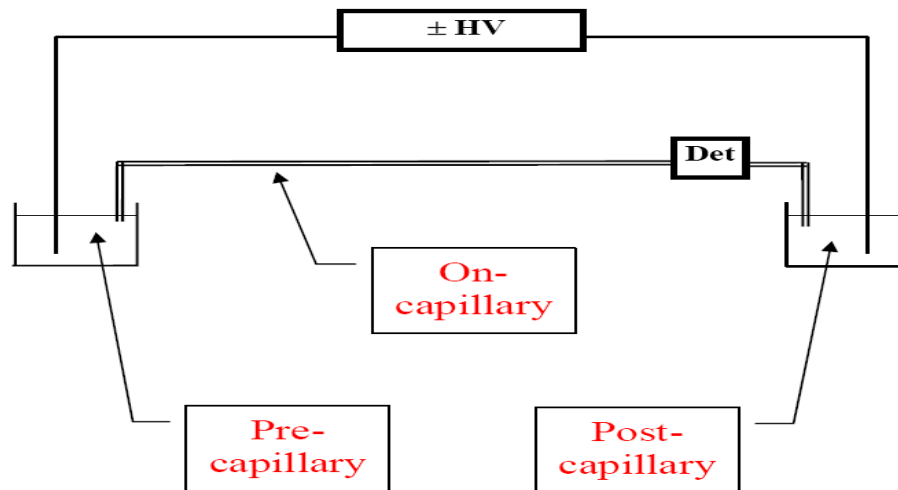 ± HV
Det
On-
capillary
Pre-
capillary
Post-
capillary